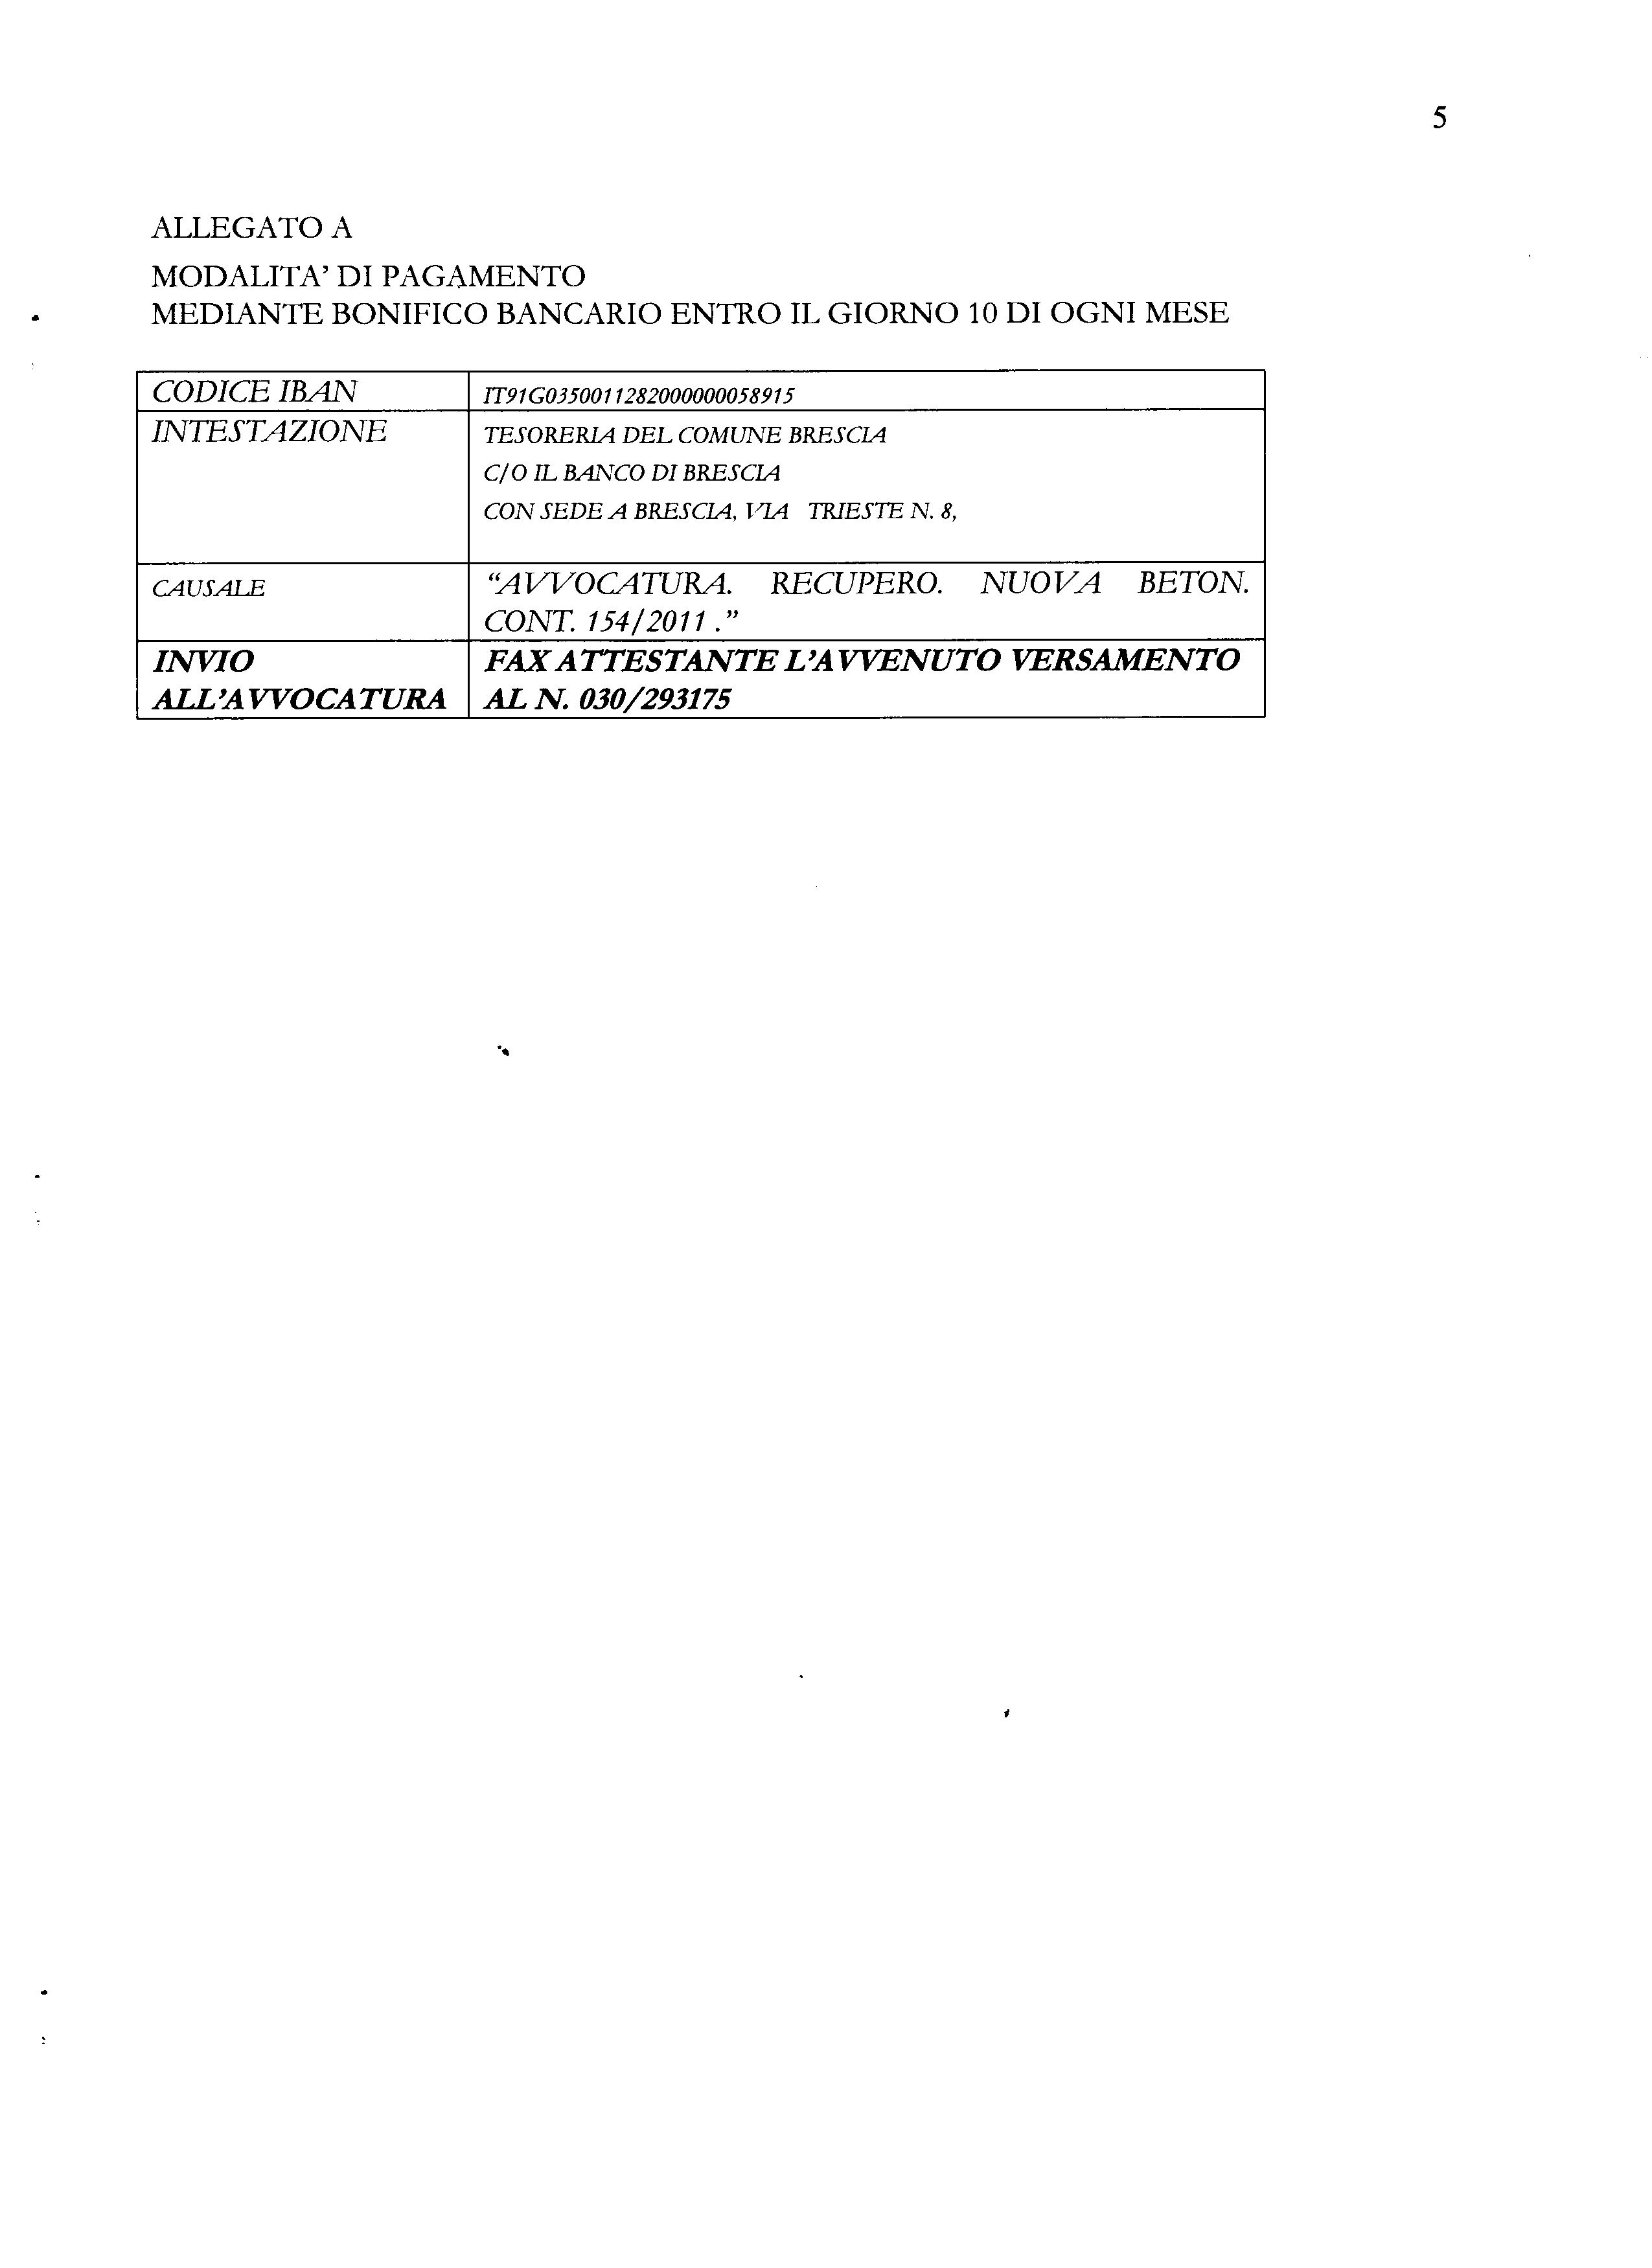 5
ALLEGATO A
MODALITA' DI PAGAMENTO
MEDIANTE BONIFICO BANCARIO ENTRO IL GIORNO 10 DI OGNI MESE
CODICE IBAN IT91G0350011282000000058915
INTESTAZIONE TESORERIA DEL COMUNE BRESCIA
C/O IL BANCO DI BRESCIA
CON SEDE A BRESCIA, VIA TRIESTE N. 8,
CAUSALE “AVVOCATURA. RECUPERO. NUOVA BETON.
CONT. 154/2011 .”
INVIO FAX ATTESTANTE L’AVVENUTO VERSAMENTO
ALL’AVVOCATURA AL N. 030/293175